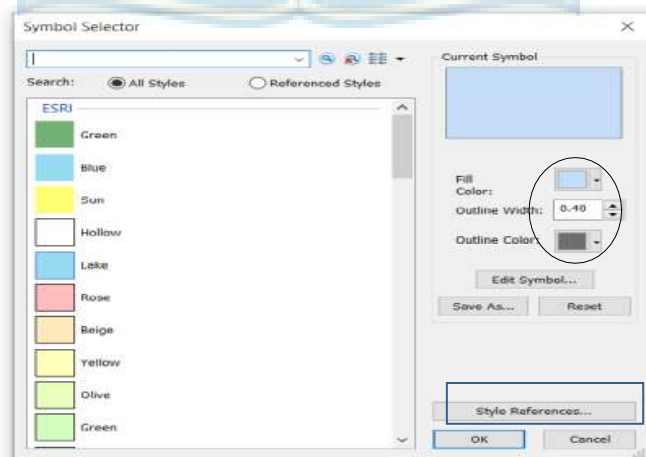 Symbol Selector
Search: All Styles Referenced Styles
ESRI
Green
Blue
Sun
Hollow
Lake
Rose
Beige
Yellow
Olive
Green
Current Symbol
Fill
Color:
Outline Width: 0.40
Outline Color:
Edit Symbol...
Save As... Reset
Style References...
OK Cancel